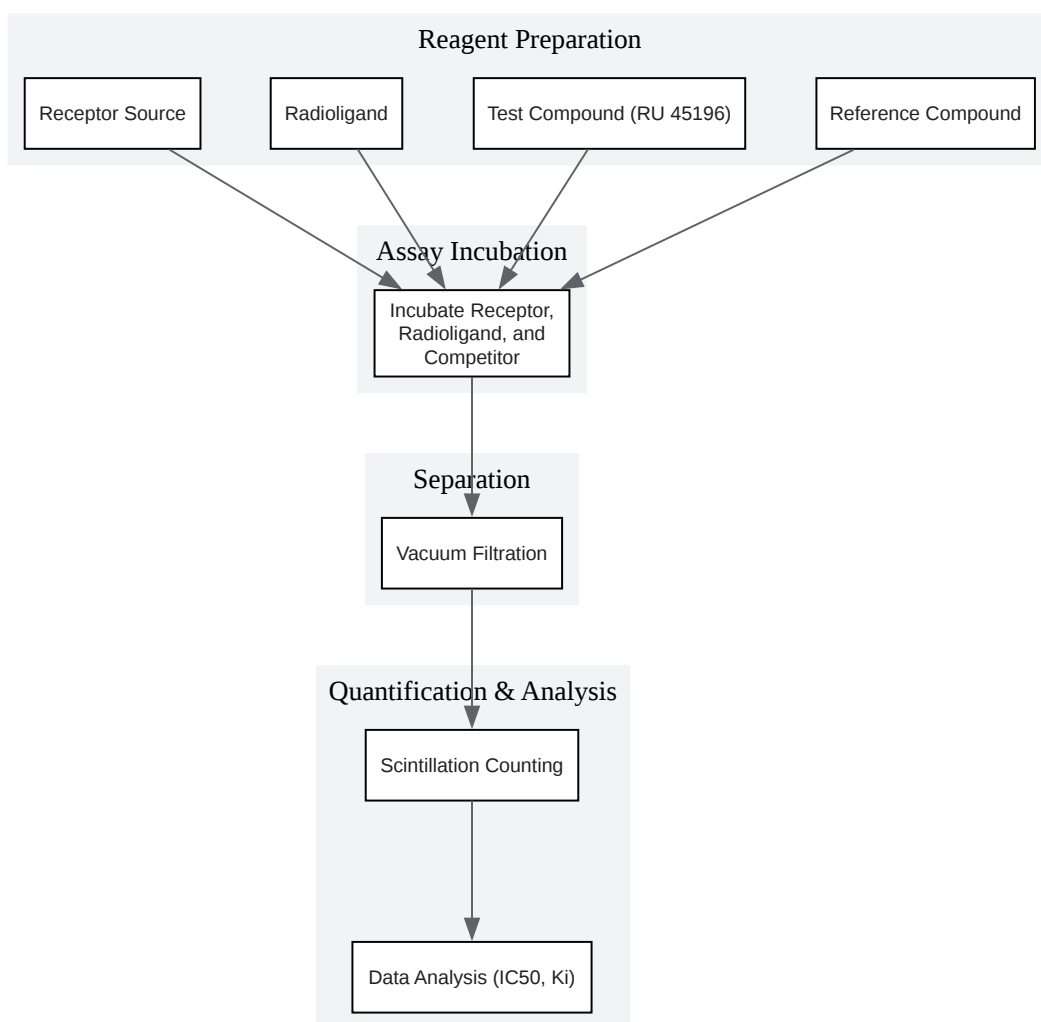 Reagent Preparation
Receptor Source
Radioligand
Test Compound (RU 45196)
Reference Compound
Assay Incubation
Incubate Receptor,
Radioligand, and
Competitor
Separation
Vacuum Filtration
Quantification & Analysis
Scintillation Counting
Data Analysis (IC50, Ki)